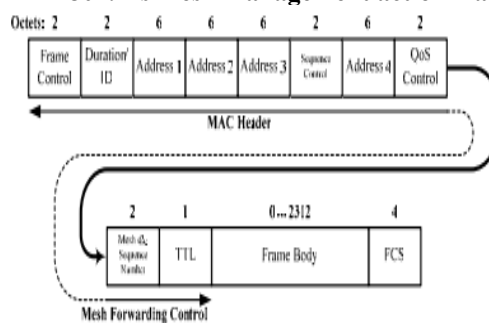 Octets: 2 2 6 6 6 2 6 2
Frame Control Duration/ ID Address 1 Address 2 Address 3 Sequence Control Address 4 QoS Control
MAC Header
2 1 0...2312 4
Mesh Sequence Number TTL Frame Body FCS
Mesh Forwarding Control